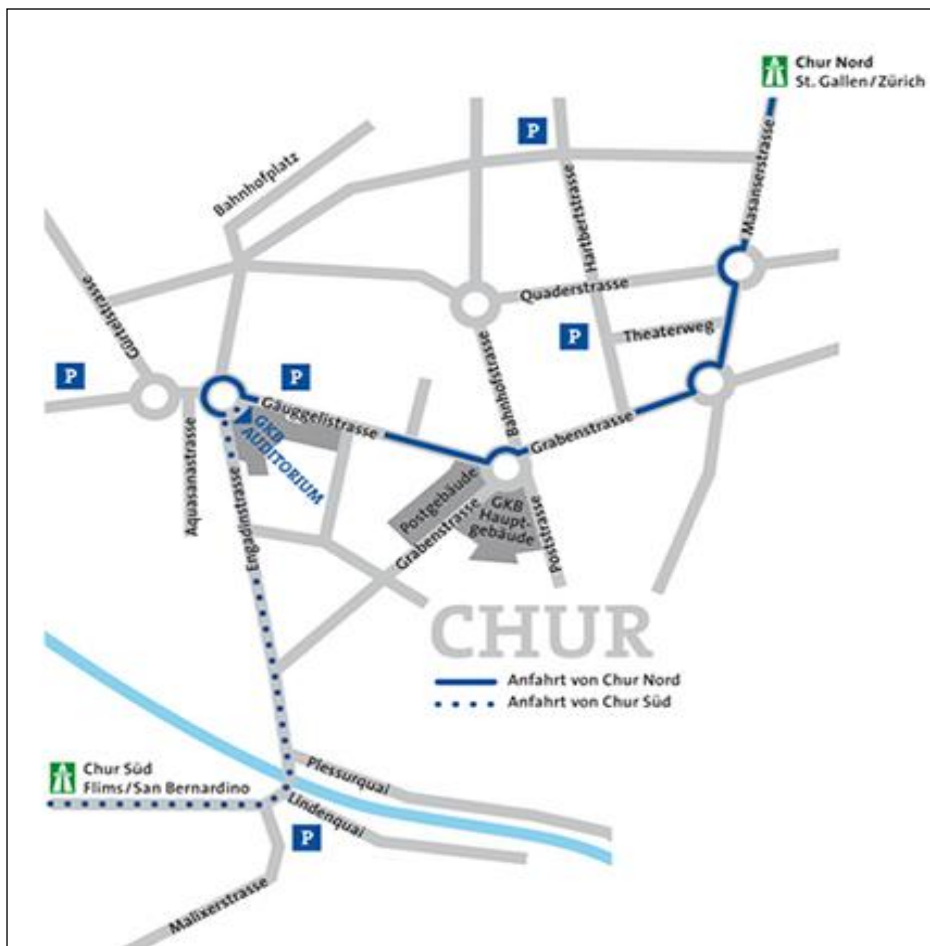 Chur Nord
St. Gallen/Zürich
P
Masanserstrasse
Bahnhofplatz
Hartbertstrasse
Gürtelstrasse
Quaderstrasse
P
Theaterweg
P
P
Gäuggelistrasse
Bahnhofstrasse
Grabenstrasse
GKB
AUDITORIUM
Aquasanastrasse
Engadinstrasse
Postgebäude
Grabenstrasse
GKB
Haupt-
gebäude
Poststrasse
CHUR
Anfahrt von Chur Nord
Anfahrt von Chur Süd
Chur Süd
Flims/San Bernardino
Plessurquai
Lindenquai
P
Malixerstrasse